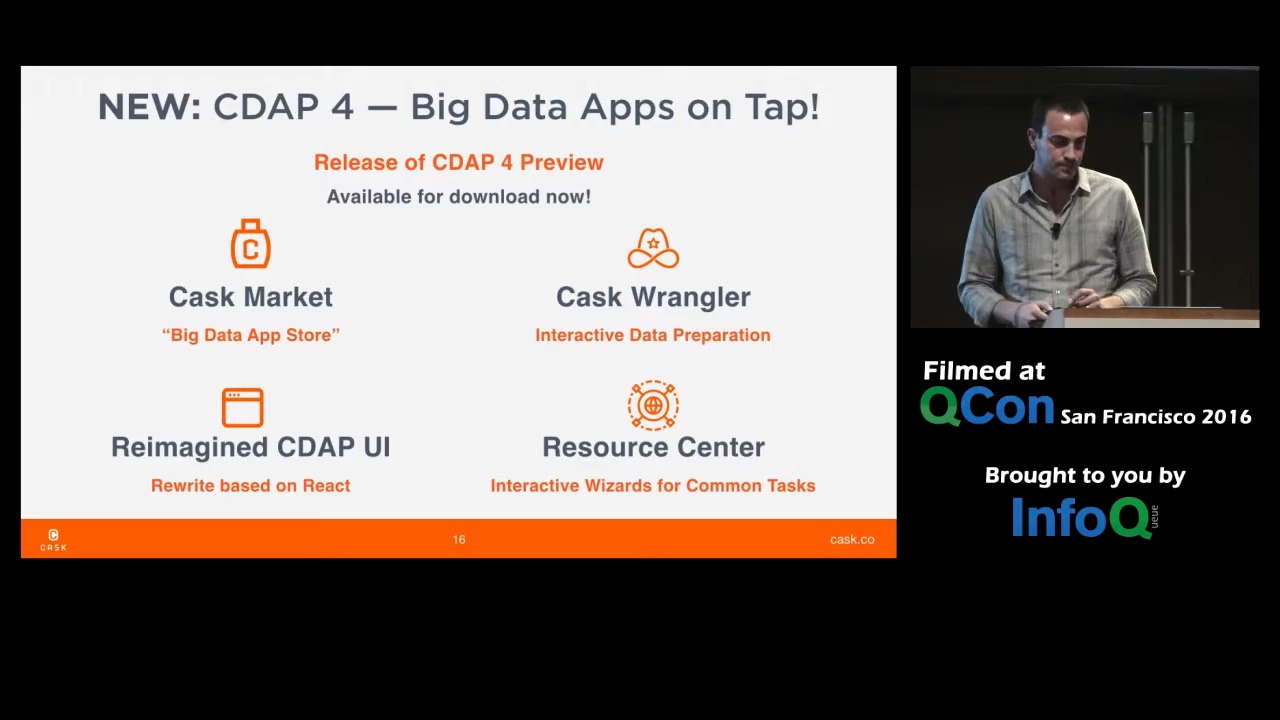 NEW: CDAP 4 — Big Data Apps on Tap!
Release of CDAP 4 Preview
Available for download now!
C
Cask Market
“Big Data App Store”
Cask Wrangler
Interactive Data Preparation
Reimagined CDAP UI
Rewrite based on React
Resource Center
Interactive Wizards for Common Tasks
C
CASK
16
cask.co
Filmed at
QCon San Francisco 2016
Brought to you by
InfoQ ueue